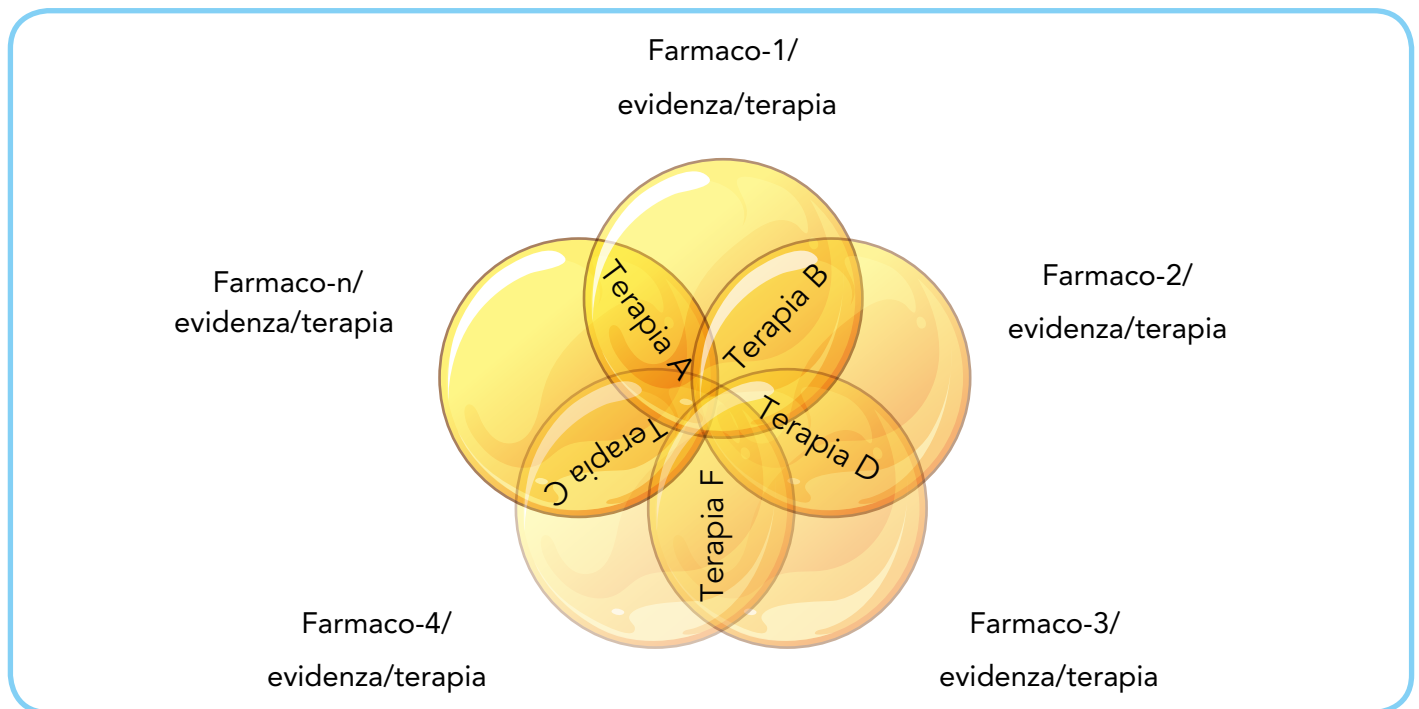 Farmaco-1/
evidenza/terapia
Farmaco-n/
evidenza/terapia
Farmaco-2/
evidenza/terapia
Terapia A
Terapia B
Terapia C
Terapia D
Terapia F
Farmaco-4/
evidenza/terapia
Farmaco-3/
evidenza/terapia